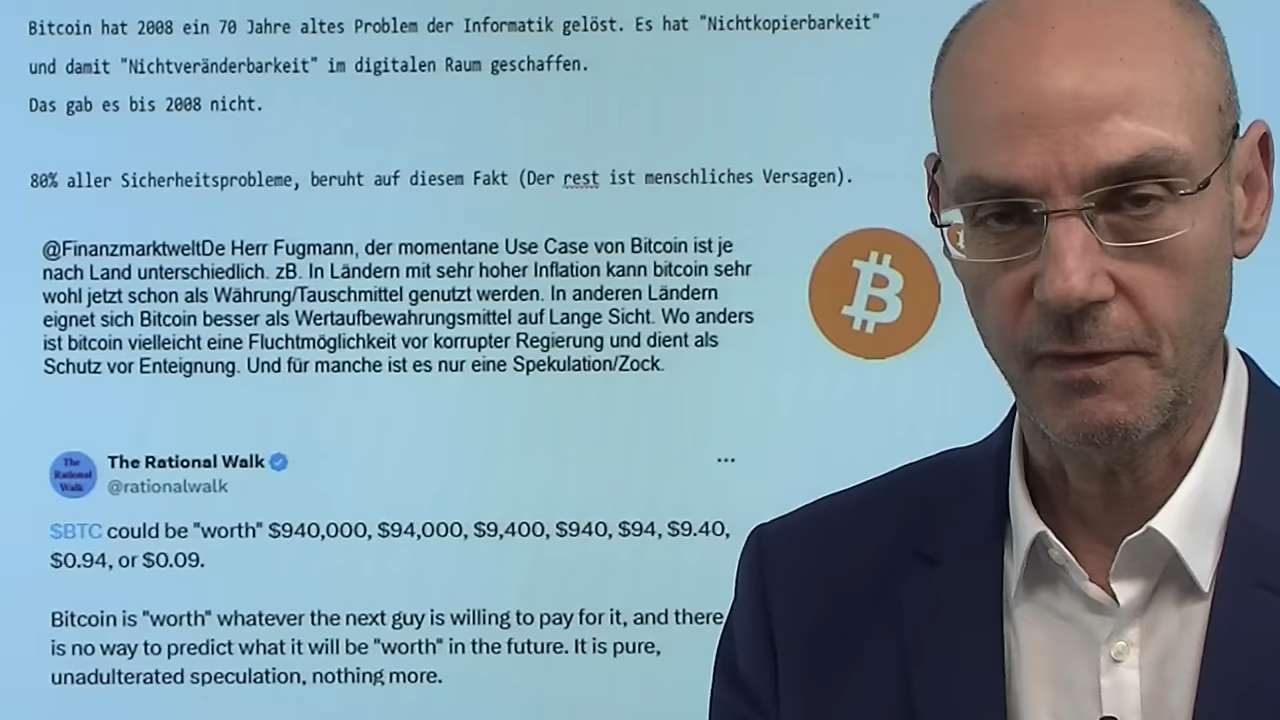 Bitcoin hat 2008 ein 70 Jahre altes Problem der Informatik gelöst. Es hat "Nichtkopierbarkeit"
und damit "Nichtveränderbarkeit" im digitalen Raum geschaffen.
Das gab es bis 2008 nicht.
80% aller Sicherheitsprobleme, beruht auf diesem Fakt (Der rest ist menschliches Versagen).
@FinanzmarktweltDe Herr Fugmann, der momentane Use Case von Bitcoin ist je
nach Land unterschiedlich. zB. In Ländern mit sehr hoher Inflation kann bitcoin sehr
wohl jetzt schon als Währung/Tauschmittel genutzt werden. In anderen Ländern
eignet sich Bitcoin besser als Wertaufbewahrungsmittel auf Lange Sicht. Wo anders
ist bitcoin vielleicht eine Fluchtmöglichkeit vor korrupter Regierung und dient als
Schutz vor Enteignung. Und für manche ist es nur eine Spekulation/Zock.
The Rational Walk
The Rational Walk
@rationalwalk
$BTC could be "worth" $940,000, $94,000, $9,400, $940, $94, $9.40,
$0.94, or $0.09.
Bitcoin is "worth" whatever the next guy is willing to pay for it, and there
is no way to predict what it will be "worth" in the future. It is pure,
unadulterated speculation, nothing more.